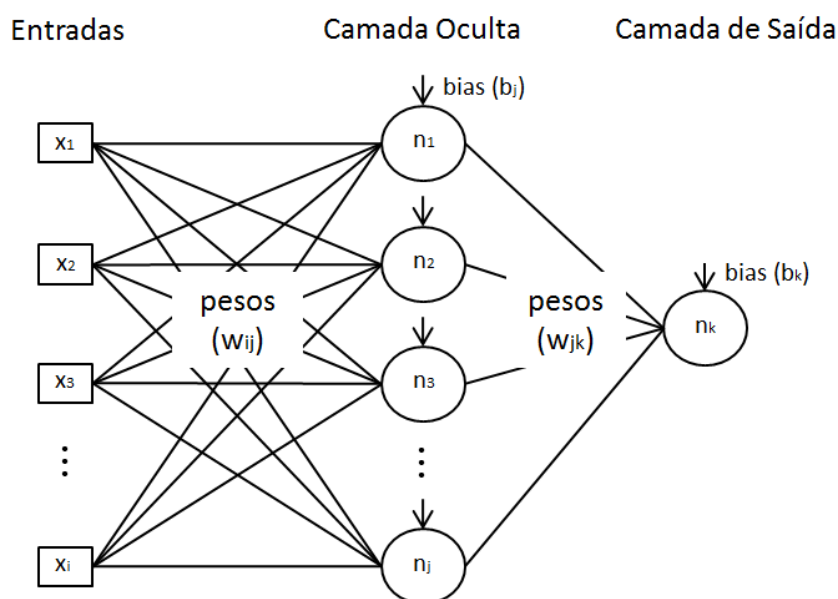 Entradas
Camada Oculta
Camada de Saída
bias (bj)
x1
n1
x2
n2
bias (bk)
pesos
(wij)
pesos
(wjk)
nk
x3
n3
⋮
⋮
xi
nj